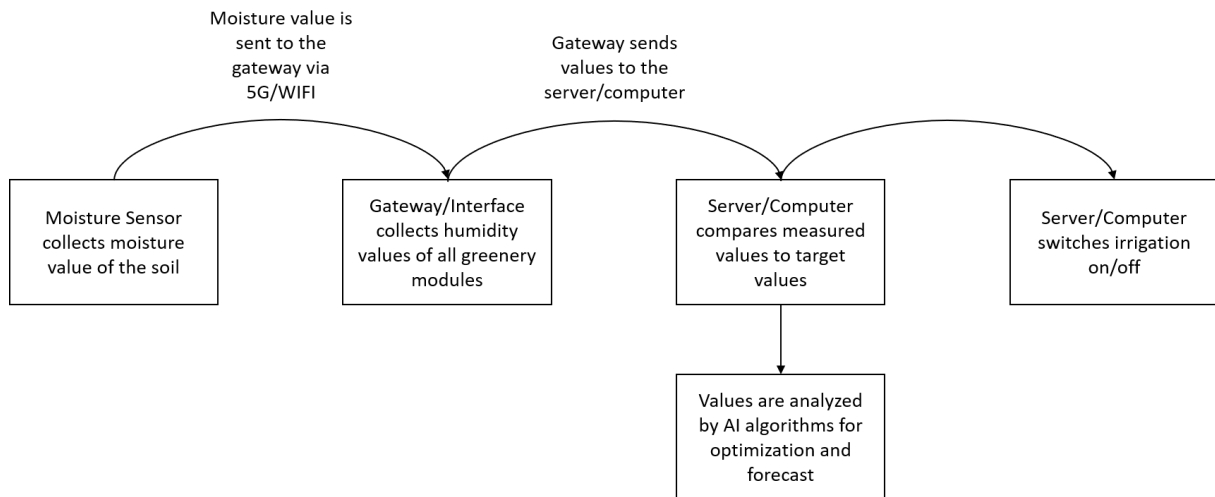 Moisture value is
sent to the
gateway via
5G/WIFI
Gateway sends
values to the
server/computer
Moisture Sensor
collects moisture
value of the soil
Gateway/Interface
collects humidity
values of all greenery
modules
Server/Computer
compares measured
values to target
values
Server/Computer
switches irrigation
on/off
Values are analyzed
by AI algorithms for
optimization and
forecast